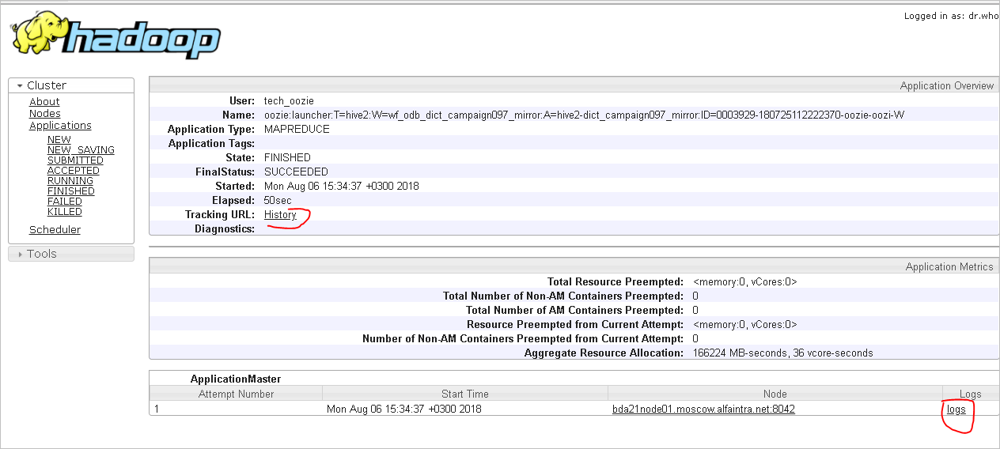 Logged in as: dr.who
hadoop
Cluster
About
Nodes
Applications
NEW
NEW_SAVING
SUBMITTED
ACCEPTED
RUNNING
FINISHED
FAILED
KILLED
Scheduler
Tools
Application Overview
User: tech_oozie
Name: oozie:launcher:T=hive2:W=wf_odb_dict_campaign097_mirror:A=hive2-dict_campaign097_mirror:ID=0003929-180725112222370-oozie-oozi-W
Application Type: MAPREDUCE
Application Tags:
State: FINISHED
FinalStatus: SUCCEEDED
Started: Mon Aug 06 15:34:37 +0300 2018
Elapsed: 50sec
Tracking URL: History
Diagnostics:
Application Metrics
Total Resource Preempted: <memory:0, vCores:0>
Total Number of Non-AM Containers Preempted: 0
Total Number of AM Containers Preempted: 0
Resource Preempted from Current Attempt: <memory:0, vCores:0>
Number of Non-AM Containers Preempted from Current Attempt: 0
Aggregate Resource Allocation: 166224 MB-seconds, 36 vcore-seconds
ApplicationMaster
Attempt Number Start Time Node Logs
1 Mon Aug 06 15:34:37 +0300 2018 bda21node01.moscow.alfaintra.net:8042 logs